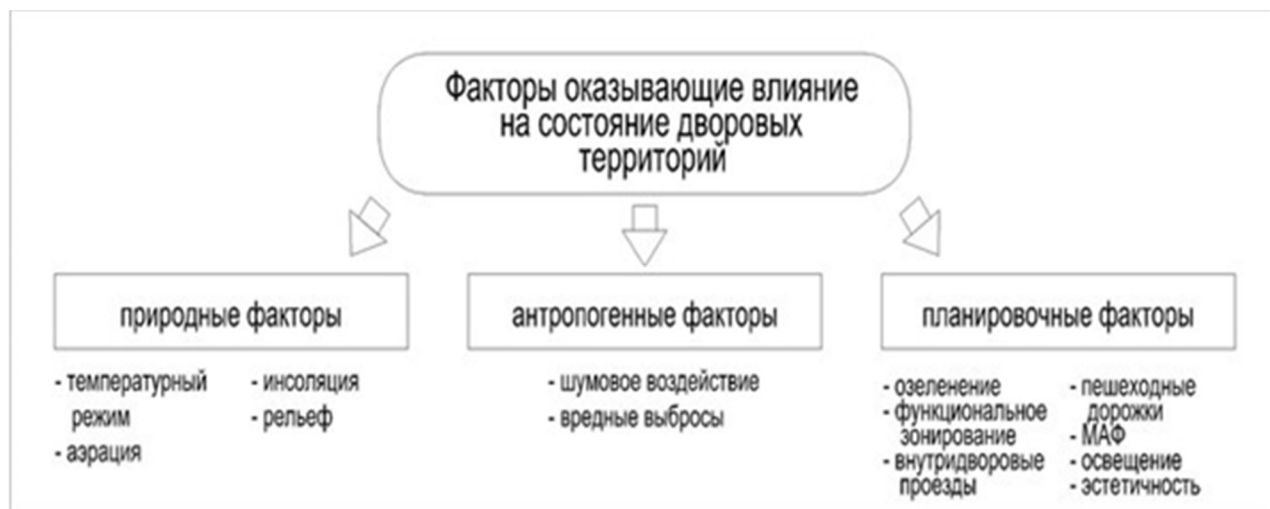 Факторы оказывающие влияние
на состояние дворовых
территорий
природные факторы
- температурный
режим
- аэрация
- инсоляция
- рельеф
антропогенные факторы
- шумовое воздействие
- вредные выбросы
планировочные факторы
- озеленение
- функциональное
зонирование
- внутридворовые
проезды
- пешеходные
дорожки
- МАФ
- освещение
- эстетичность